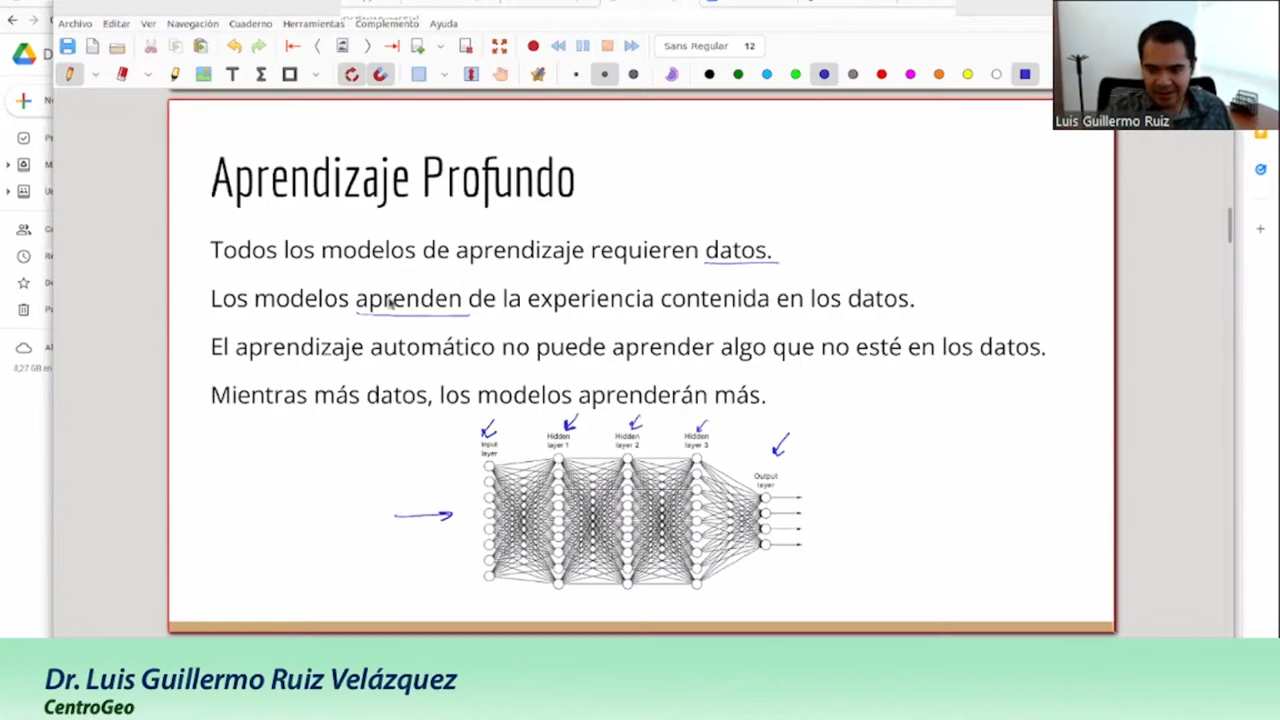 Archivo Editar Ver Navegación Cuaderno Herramientas Complemento Ayuda
Sans Regular 12
Luis Guillermo Ruiz
Aprendizaje Profundo
Todos los modelos de aprendizaje requieren datos.
Los modelos aprenden de la experiencia contenida en los datos.
El aprendizaje automático no puede aprender algo que no esté en los datos.
Mientras más datos, los modelos aprenderán más.
Input layer
Hidden layer 1
Hidden layer 2
Hidden layer 3
Output layer
8,27 GB
Dr. Luis Guillermo Ruiz Velázquez
CentroGeo